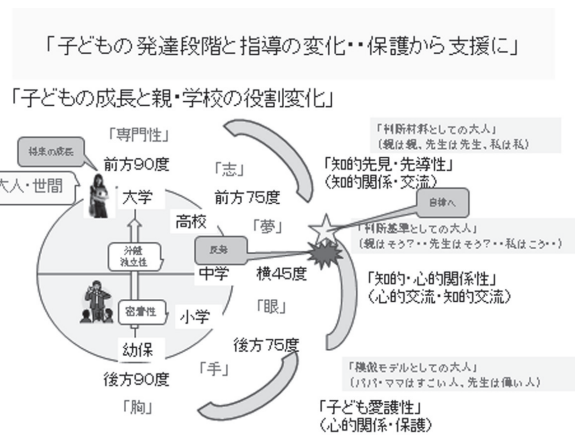 「子どもの発達段階と指導の変化・・保護から支援に」
「子どもの成長と親・学校の役割変化」
「専門性」
将来の成長
前方90度
大人・世間
大学
「志」
前方75度
高校
「夢」
分離
独立性
反発
中学
横45度
「眼」
密着性
小学
後方75度
幼保
「手」
後方90度
「胸」
「判断材料としての大人」
(親は親、先生は先生、私は私)
「知的先見・先導性」
(知的関係・交流)
自律へ
「判断基準としての大人」
(親はそう?・・先生はそう?・・私はこう・・)
「知的・心的関係性」
(心的交流・知的交流)
「模倣モデルとしての大人」
(パパ・ママはすごい人、先生は偉い人)
「子ども愛護性」
(心的関係・保護)